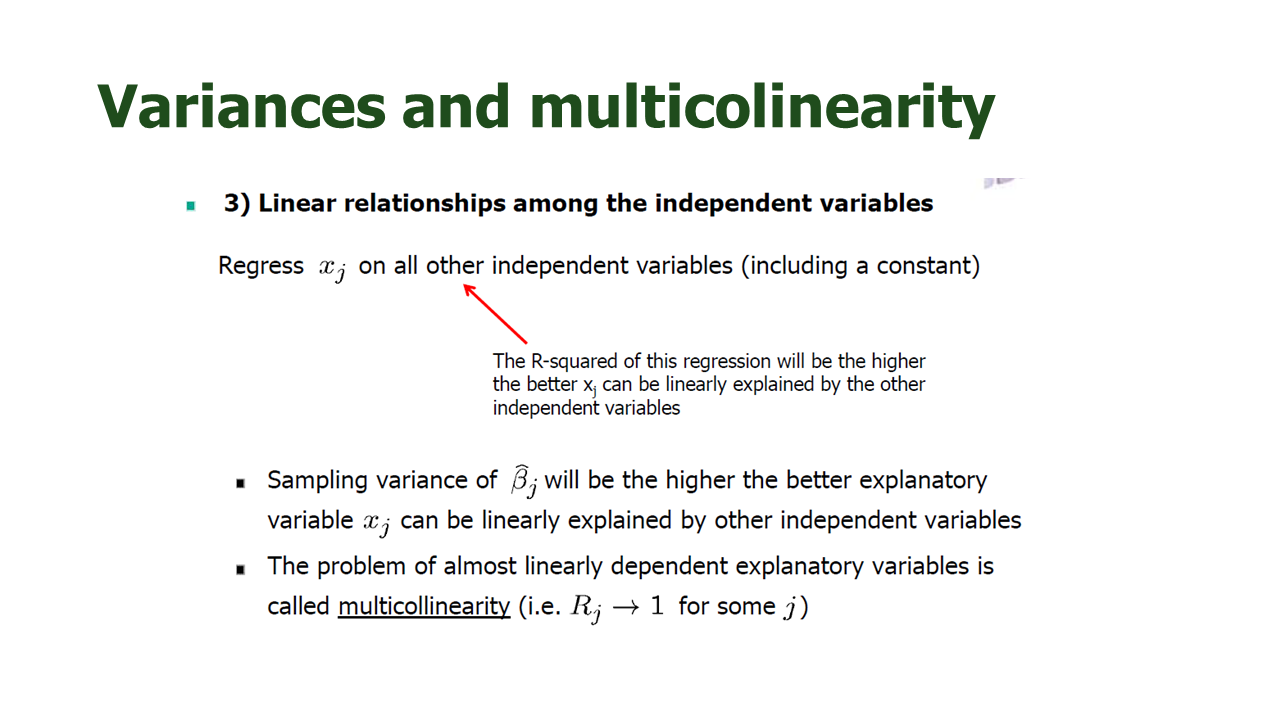 Variances and multicolinearity
3) Linear relationships among the independent variables
Regress x_j on all other independent variables (including a constant)
The R-squared of this regression will be the higher
the better x_j can be linearly explained by the other
independent variables
Sampling variance of β̂_j will be the higher the better explanatory
variable x_j can be linearly explained by other independent variables
The problem of almost linearly dependent explanatory variables is
called multicollinearity (i.e. R_j → 1 for some j)